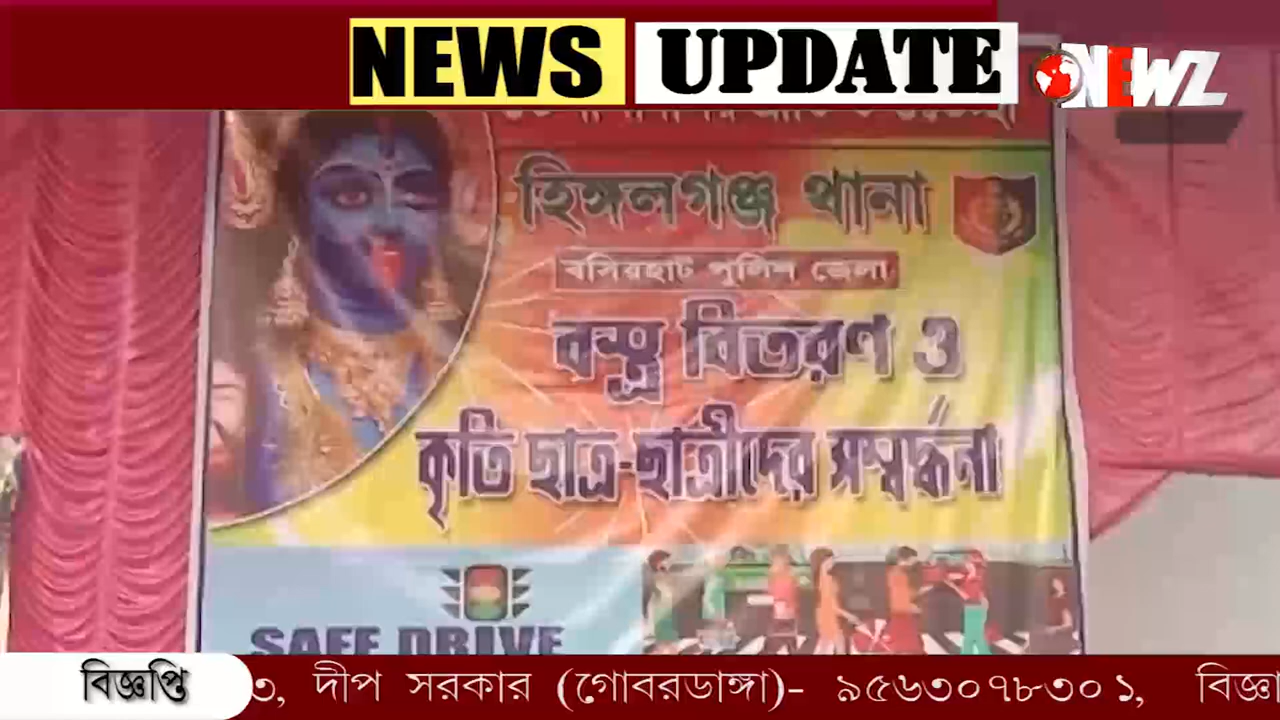 NEWS UPDATE
NEWZ
হিঙ্গলগঞ্জ থানা
বসিরহাট পুলিশ জেলা
বস্ত্র বিতরণ ও
কৃতি ছাত্র-ছাত্রীদের সম্বর্দ্ধনা
SAFE DRIVE
বিজ্ঞপ্তি ৩, দীপ সরকার (গোবরডাঙ্গা)- ৯৫৬৩০৭৮৩০১, বিজ্ঞা